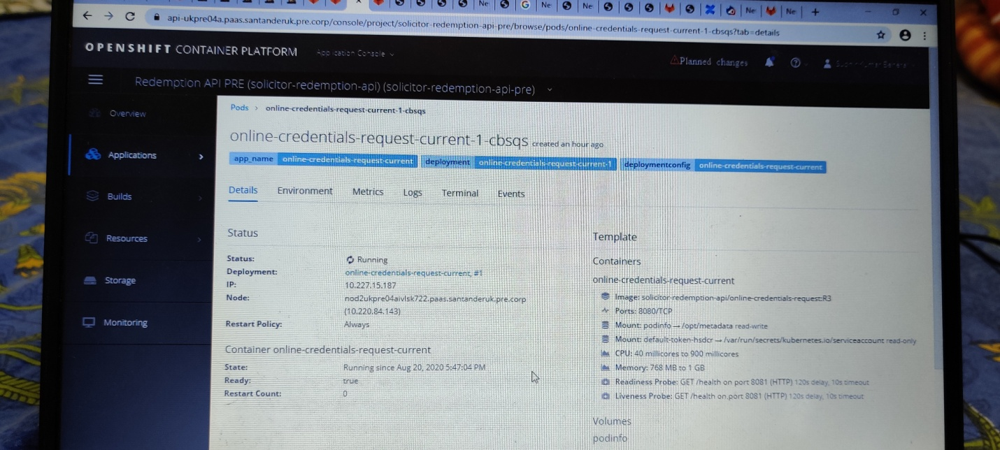 Ne
Ne
Ne
Ne
Ne
api-ukpre04a.paas.santanderuk.pre.corp/console/project/solicitor-redemption-api-pre/browse/pods/online-credentials-request-current-1-cbsqs?tab=details
OPENSHIFT CONTAINER PLATFORM Application Console
Planned changes
Redemption API PRE (solicitor-redemption-api) (solicitor-redemption-api-pre)
Overview
Applications
Builds
Resources
Storage
Monitoring
Pods > online-credentials-request-current-1-cbsqs
online-credentials-request-current-1-cbsqs created an hour ago
app_name online-credentials-request-current deployment online-credentials-request-current-1 deploymentconfig online-credentials-request-current
Details Environment Metrics Logs Terminal Events
Status
Status: Running
Deployment: online-credentials-request-current, #1
IP: 10.227.15.187
Node: nod2ukpre04aivlsk722.paas.santanderuk.pre.corp
(10.220.84.143)
Restart Policy: Always
Container online-credentials-request-current
State: Running since Aug 20, 2020 5:47:04 PM
Ready: true
Restart Count: 0
Template
Containers
online-credentials-request-current
Image: solicitor-redemption-api/online-credentials-request:R3
Ports: 8080/TCP
Mount: podinfo → /opt/metadata read-write
Mount: default-token-hsdcr → /var/run/secrets/kubernetes.io/serviceaccount read-only
CPU: 40 millicores to 900 millicores
Memory: 768 MB to 1 GB
Readiness Probe: GET /health on port 8081 (HTTP) 120s delay, 10s timeout
Liveness Probe: GET /health on port 8081 (HTTP) 120s delay, 10s timeout
Volumes
podinfo